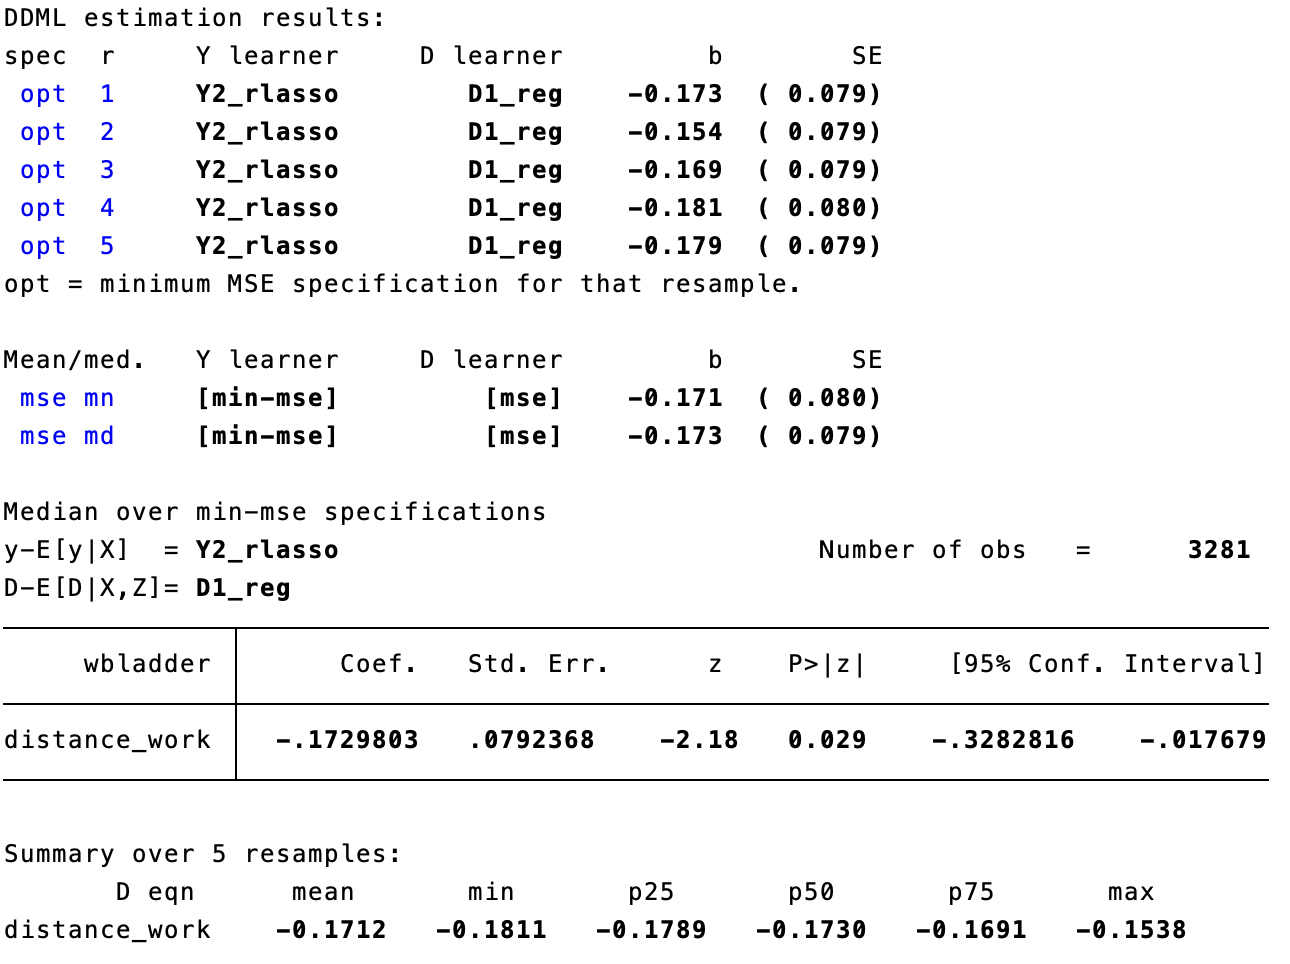 DDML estimation results:
spec  r     Y learner     D learner         b        SE
 opt  1     Y2_rlasso        D1_reg    -0.173  ( 0.079)
 opt  2     Y2_rlasso        D1_reg    -0.154  ( 0.079)
 opt  3     Y2_rlasso        D1_reg    -0.169  ( 0.079)
 opt  4     Y2_rlasso        D1_reg    -0.181  ( 0.080)
 opt  5     Y2_rlasso        D1_reg    -0.179  ( 0.079)
opt = minimum MSE specification for that resample.
Mean/med.   Y learner     D learner         b        SE
 mse mn     [min-mse]         [mse]    -0.171  ( 0.080)
 mse md     [min-mse]         [mse]    -0.173  ( 0.079)
Median over min-mse specifications
y-E[y|X]  = Y2_rlasso                              Number of obs   =      3281
D-E[D|X,Z]= D1_reg
     wbladder        Coef.   Std. Err.      z    P>|z|     [95% Conf. Interval]
distance_work    -.1729803   .0792368    -2.18   0.029    -.3282816    -.017679
Summary over 5 resamples:
       D eqn      mean       min       p25       p50       p75       max
distance_work    -0.1712   -0.1811   -0.1789   -0.1730   -0.1691   -0.1538